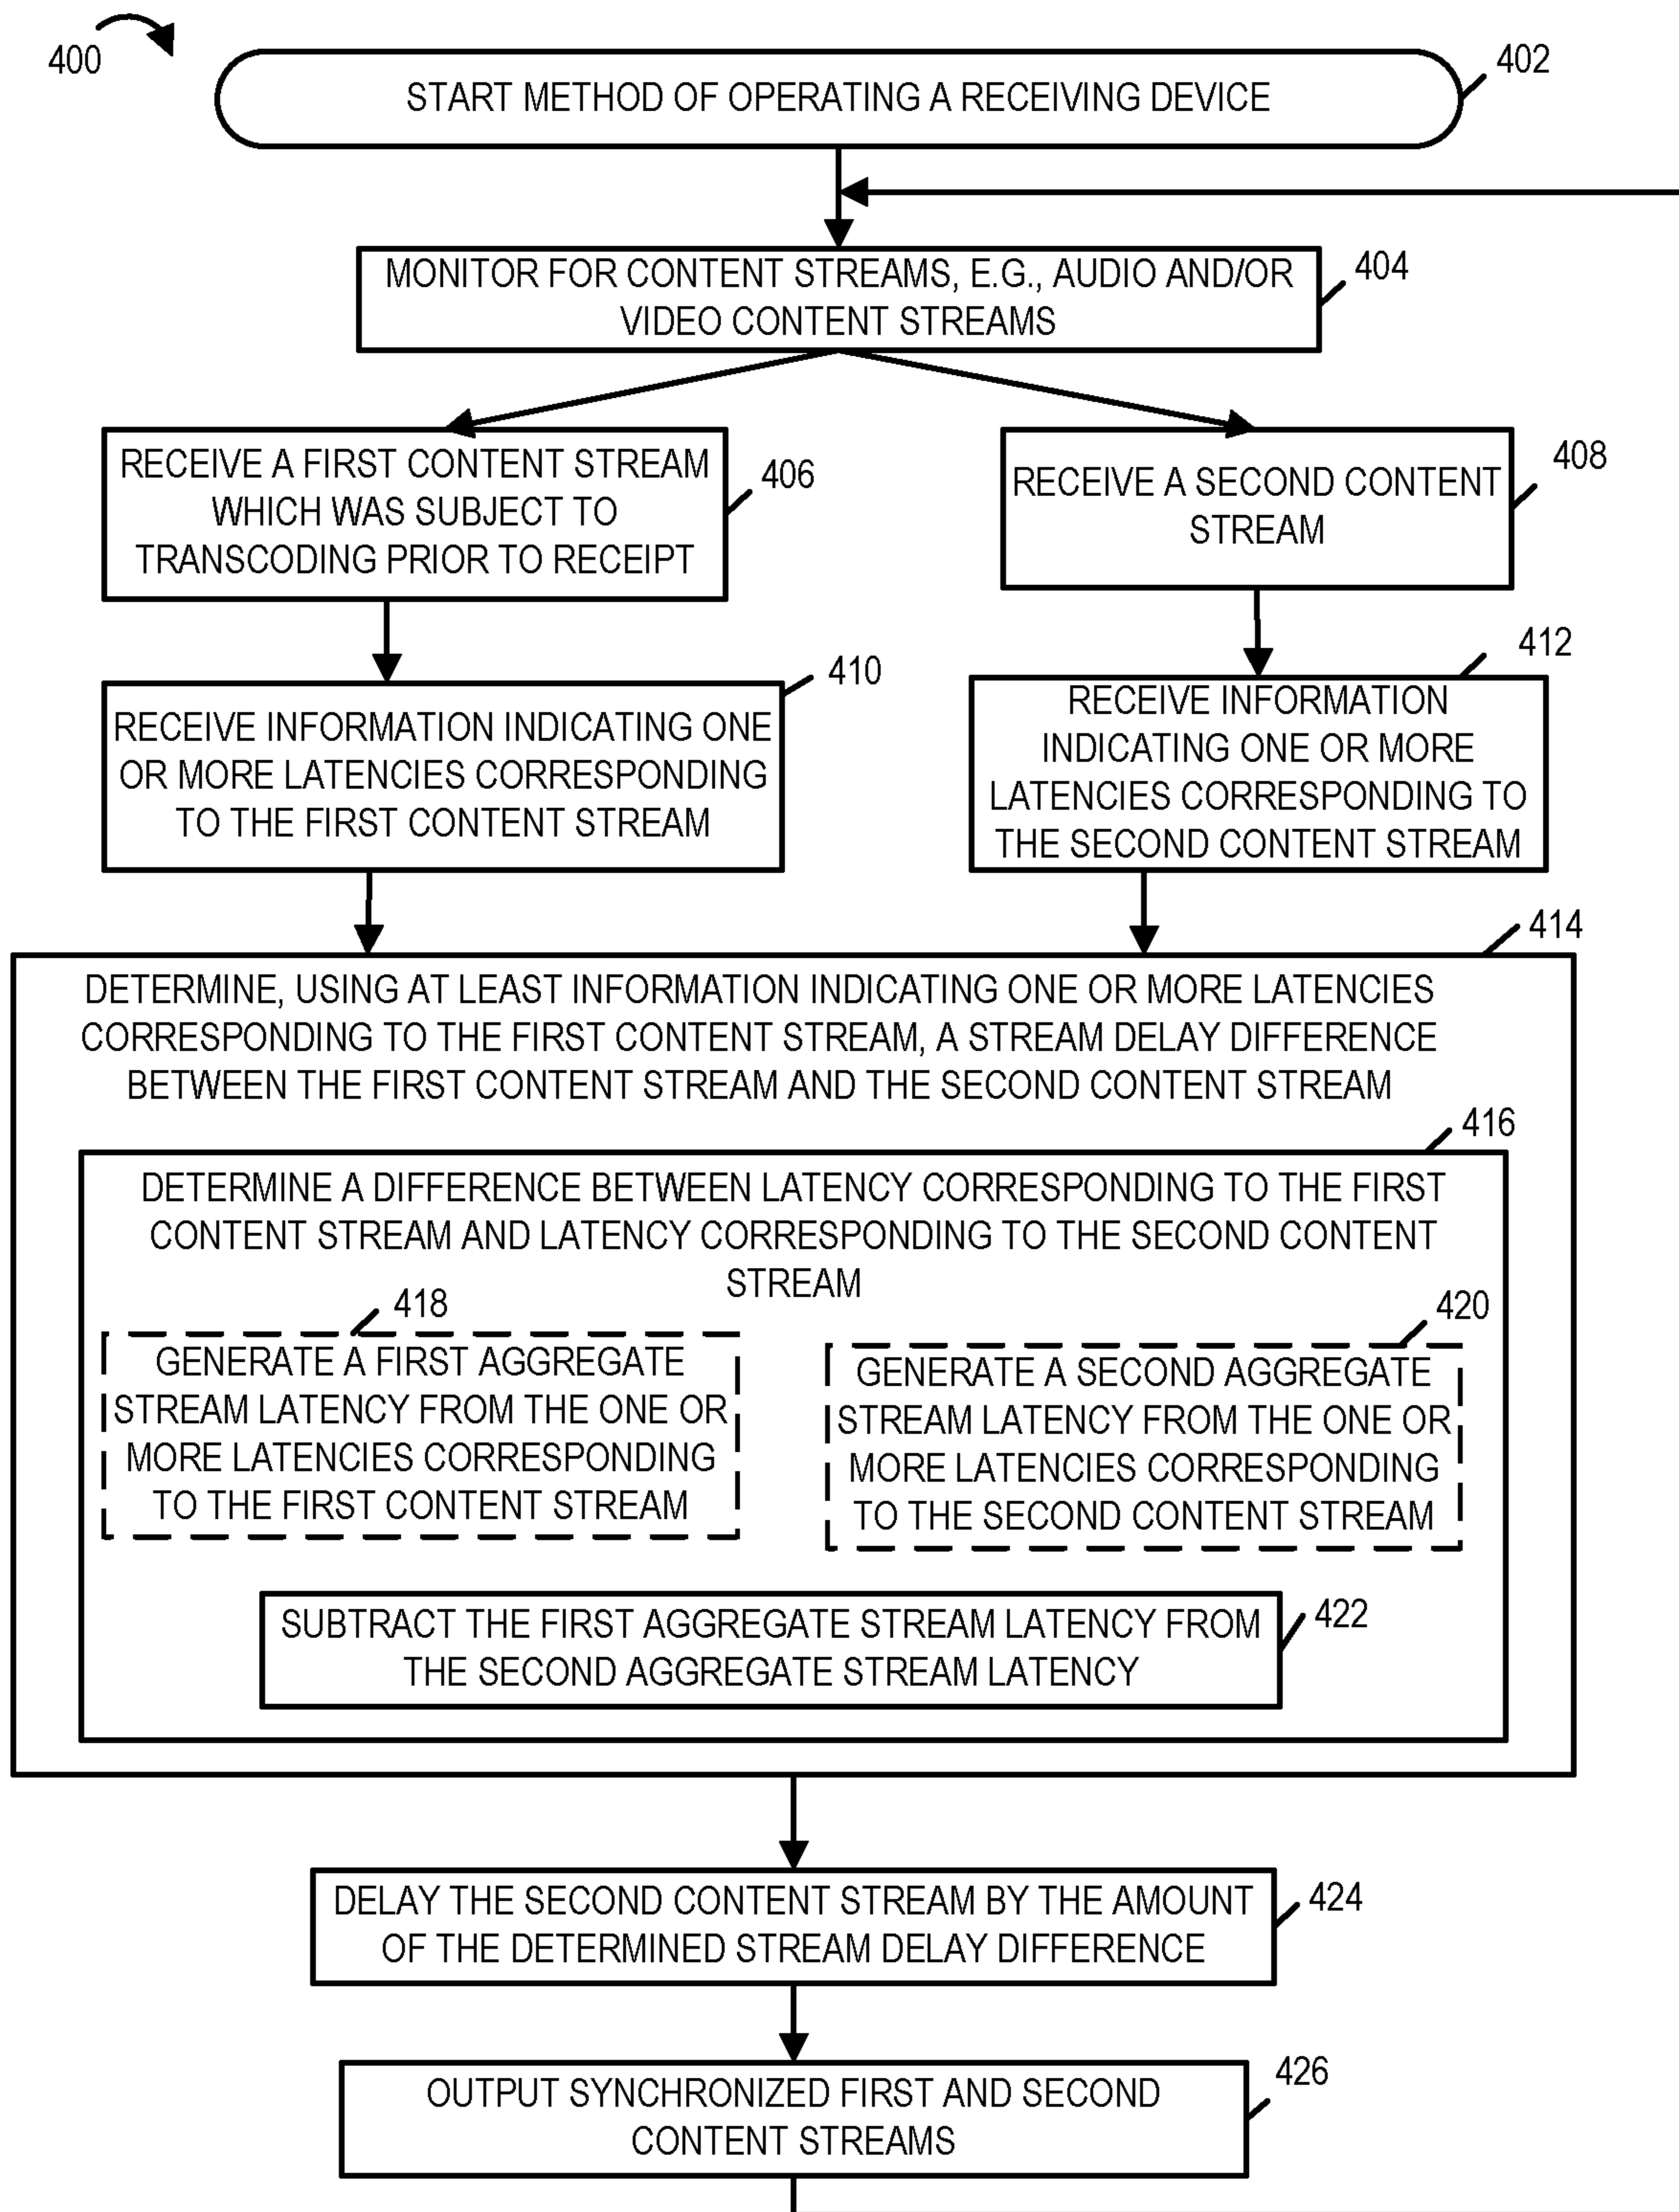 400
402
START METHOD OF OPERATING A RECEIVING DEVICE
404
MONITOR FOR CONTENT STREAMS, E.G., AUDIO AND/OR
VIDEO CONTENT STREAMS
406
RECEIVE A FIRST CONTENT STREAM
WHICH WAS SUBJECT TO
TRANSCODING PRIOR TO RECEIPT
408
RECEIVE A SECOND CONTENT
STREAM
410
RECEIVE INFORMATION INDICATING ONE
OR MORE LATENCIES CORRESPONDING
TO THE FIRST CONTENT STREAM
412
RECEIVE INFORMATION
INDICATING ONE OR MORE
LATENCIES CORRESPONDING TO
THE SECOND CONTENT STREAM
414
DETERMINE, USING AT LEAST INFORMATION INDICATING ONE OR MORE LATENCIES
CORRESPONDING TO THE FIRST CONTENT STREAM, A STREAM DELAY DIFFERENCE
BETWEEN THE FIRST CONTENT STREAM AND THE SECOND CONTENT STREAM
416
DETERMINE A DIFFERENCE BETWEEN LATENCY CORRESPONDING TO THE FIRST
CONTENT STREAM AND LATENCY CORRESPONDING TO THE SECOND CONTENT
STREAM
418
GENERATE A FIRST AGGREGATE
STREAM LATENCY FROM THE ONE OR
MORE LATENCIES CORRESPONDING
TO THE FIRST CONTENT STREAM
420
GENERATE A SECOND AGGREGATE
STREAM LATENCY FROM THE ONE OR
MORE LATENCIES CORRESPONDING
TO THE SECOND CONTENT STREAM
422
SUBTRACT THE FIRST AGGREGATE STREAM LATENCY FROM
THE SECOND AGGREGATE STREAM LATENCY
424
DELAY THE SECOND CONTENT STREAM BY THE AMOUNT
OF THE DETERMINED STREAM DELAY DIFFERENCE
426
OUTPUT SYNCHRONIZED FIRST AND SECOND
CONTENT STREAMS